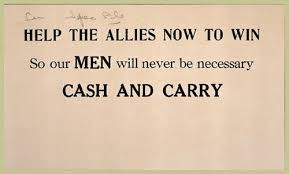 HELP THE ALLIES NOW TO WIN
So our MEN will never be necessary
CASH AND CARRY